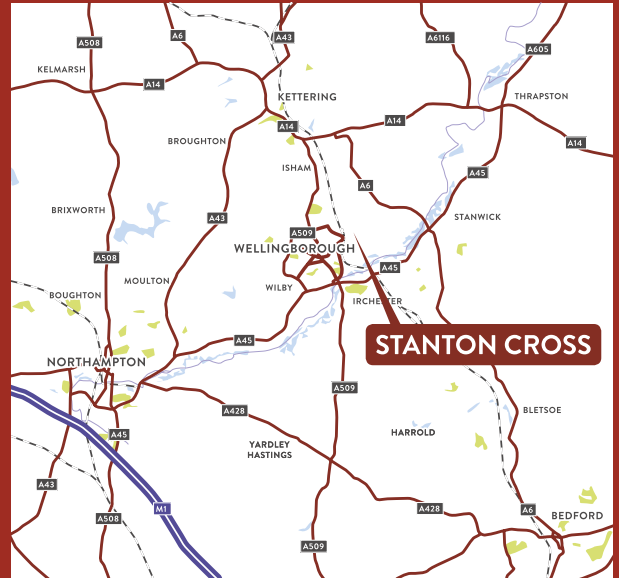 A6
A43
A6116
A508
A605
KELMARSH
A14
KETTERING
THRAPSTON
A14
A14
BROUGHTON
A14
ISHAM
A45
A6
BRIXWORTH
A43
STANWICK
A509
WELLINGBOROUGH
A508
A45
MOULTON
WILBY
BOUGHTON
IRCHESTER
A45
STANTON CROSS
NORTHAMPTON
A509
A428
BLETSOE
A45
HARROLD
YARDLEY
HASTINGS
A43
M1
A428
A6
A508
BEDFORD
A509